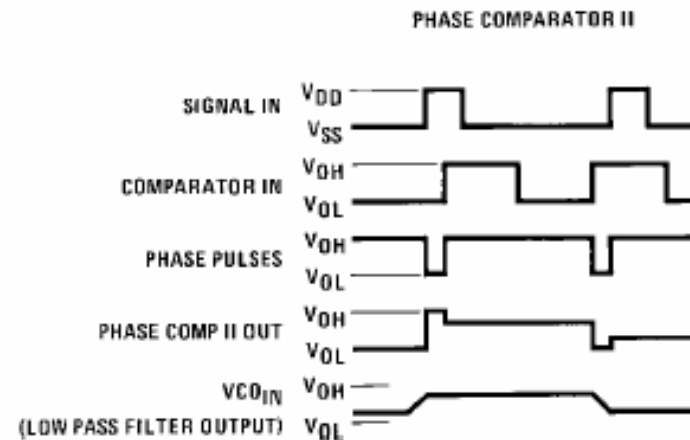 PHASE COMPARATOR II
SIGNAL IN VDD
VSS
COMPARATOR IN VOH
VOL
PHASE PULSES VOH
VOL
PHASE COMP II OUT VOH
VOL
VCOIN VOH
(LOW PASS FILTER OUTPUT) VOL